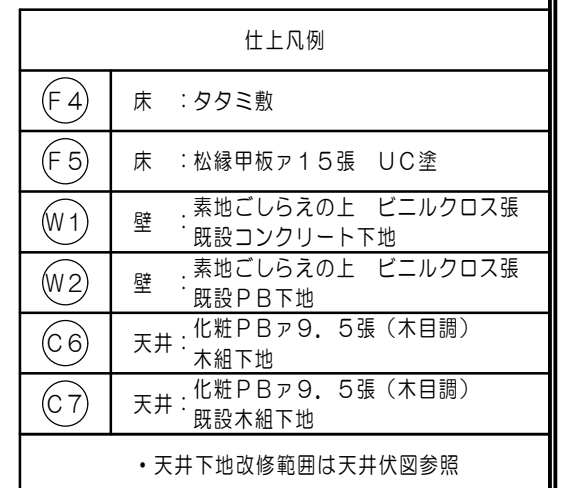 仕上凡例
F4 床 :タタミ敷
F5 床 :松縁甲板ァ15張 UC塗
W1 壁 :素地ごしらえの上 ビニルクロス張
既設コンクリート下地
W2 壁 :素地ごしらえの上 ビニルクロス張
既設PB下地
C6 天井:化粧PBァ9.5張(木目調)
木組下地
C7 天井:化粧PBァ9.5張(木目調)
既設木組下地
・天井下地改修範囲は天井伏図参照